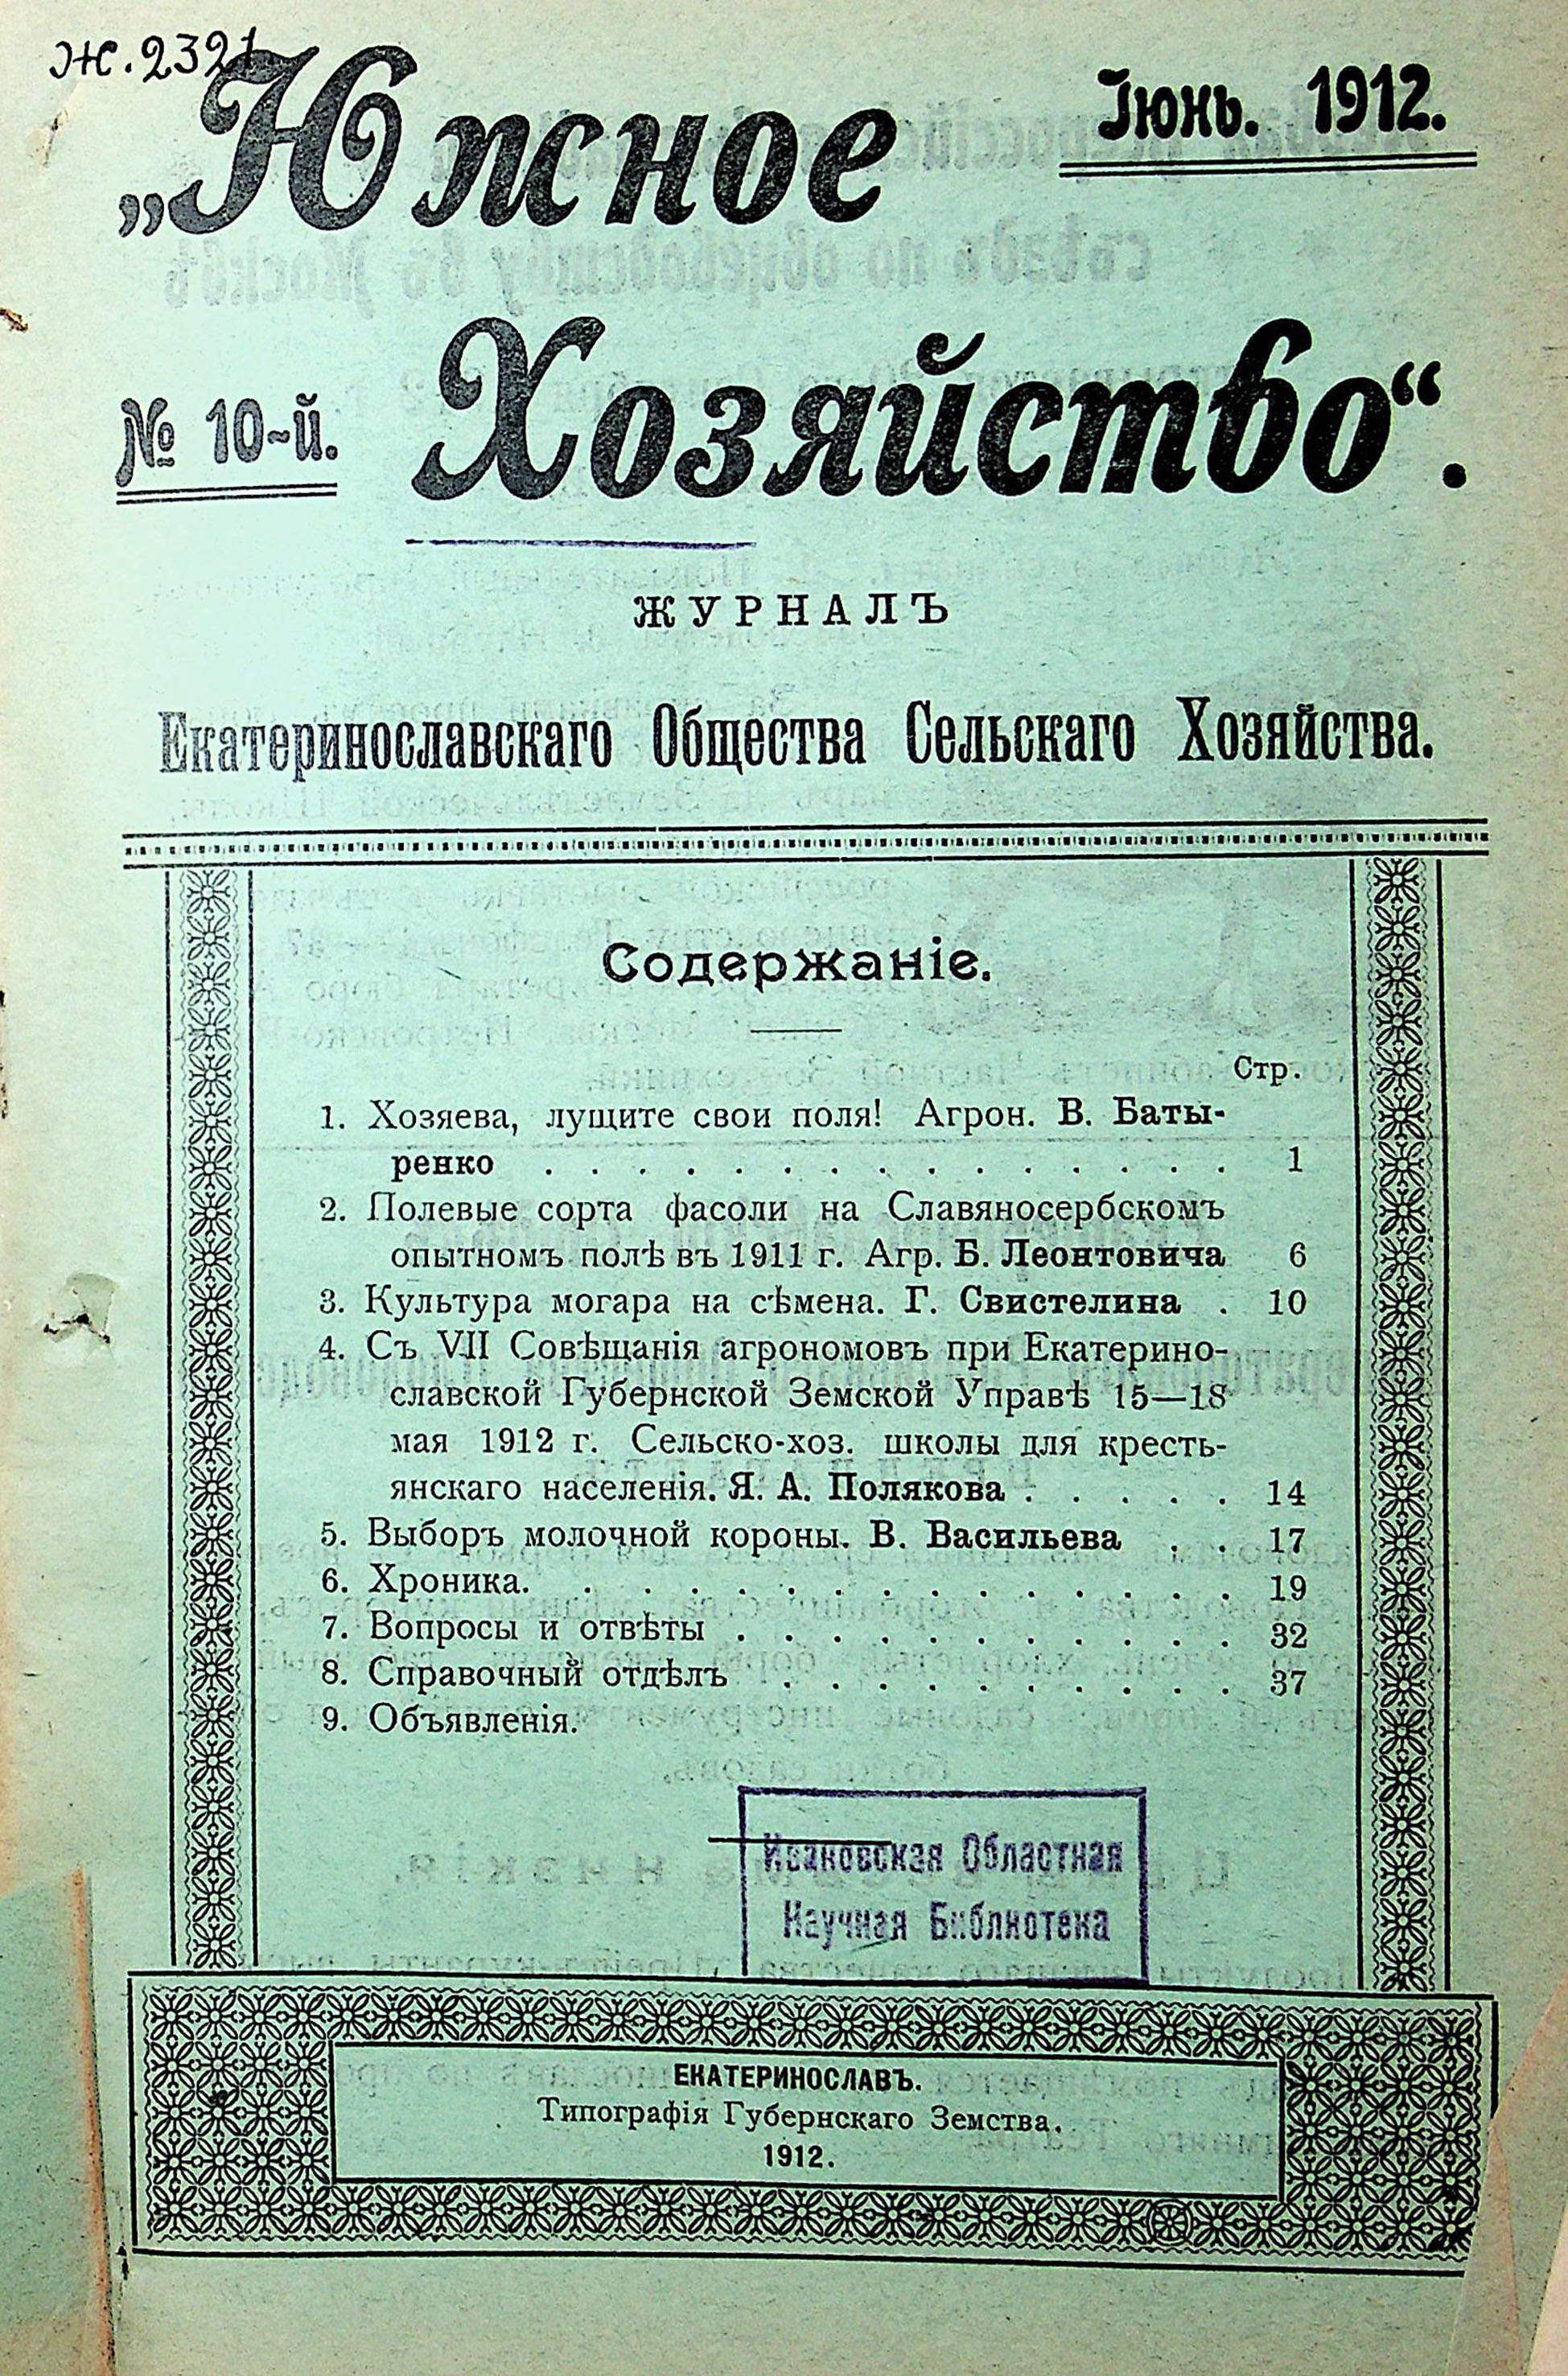 Ж.2321
„Южное
Іюнь. 1912.
№ 10-й.
Хозяйство“.
ЖУРНАЛЪ
Екатеринославскаго Общества Сельскаго Хозяйства.
Содержаніе.
Стр.
1. Хозяева, лущите свои поля! Агрон. В. Баты-
ренко . . . . . . . . . . . . . . . 1
2. Полевые сорта фасоли на Славяносербскомъ
опытномъ полѣ въ 1911 г. Агр. Б. Леонтовича 6
3. Культура могара на сѣмена. Г. Свистелина . 10
4. Съ VII Совѣщанія агрономовъ при Екатерино-
славской Губернской Земской Управѣ 15—18
мая 1912 г. Сельско-хоз. школы для кресть-
янскаго населенія. Я. А. Полякова . . . . . 14
5. Выборъ молочной короны. В. Васильева . . 17
6. Хроника. . . . . . . . . . . . . . . 19
7. Вопросы и отвѣты . . . . . . . . . . . 32
8. Справочный отдѣлъ . . . . . . . . . . 37
9. Объявленія.
Ивановская Областная
Научная Библиотека
ЕКАТЕРИНОСЛАВЪ.
Типографія Губернскаго Земства.
1912.